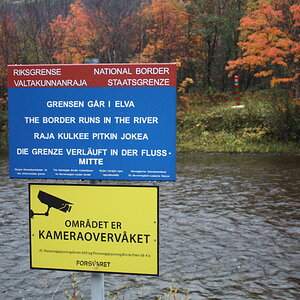 RIKSGRENSE NATIONAL BORDER
VALTAKUNNANRAJA STAATSGRENZE
GRENSEN GÅR I ELVA
THE BORDER RUNS IN THE RIVER
RAJA KULKEE PITKIN JOKEA
DIE GRENZE VERLÄUFT IN DER FLUSS-
MITTE
OMRÅDET ER
KAMERAOVERVÅKET
FORSVARET